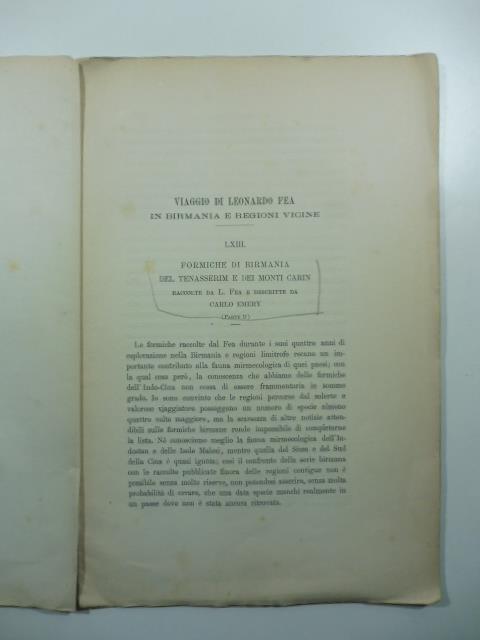 VIAGGIO DI LEONARDO FEA
IN BIRMANIA E REGIONI VICINE
LXIII.
FORMICHE DI BIRMANIA
DEL TENASSERIM E DEI MONTI CARIN
RACCOLTE DA L. FEA E DESCRITTE DA
CARLO EMERY
(PARTE II)
Le formiche raccolte dal Fea durante i suoi quattro anni di
esplorazione nella Birmania e regioni limitrofe recano un im-
portante contributo alla fauna mirmecologica di quei paesi; con
la qual cosa però, la conoscenza che abbiamo delle formiche
dell'Indo-Cina non cessa di essere frammentaria in sommo
grado. Io sono convinto che le regioni percorse dal solerte e
valoroso viaggiatore posseggano un numero di specie almeno
quattro volte maggiore, ma la scarsezza di altre notizie atten-
dibili sulle formiche birmane rende impossibile di completarne
la lista. Nè conosciamo meglio la fauna mirmecologica dell'In-
dostan e delle Isole Malesi, mentre quella del Siam e del Sud
della Cina è quasi ignota; così il confronto della serie birmana
con le raccolte pubblicate finora delle regioni contigue non è
possibile senza molte riserve, non potendosi asserire, senza molta
probabilità di errare, che una data specie manchi realmente in
un paese dove non è stata ancora ritrovata.